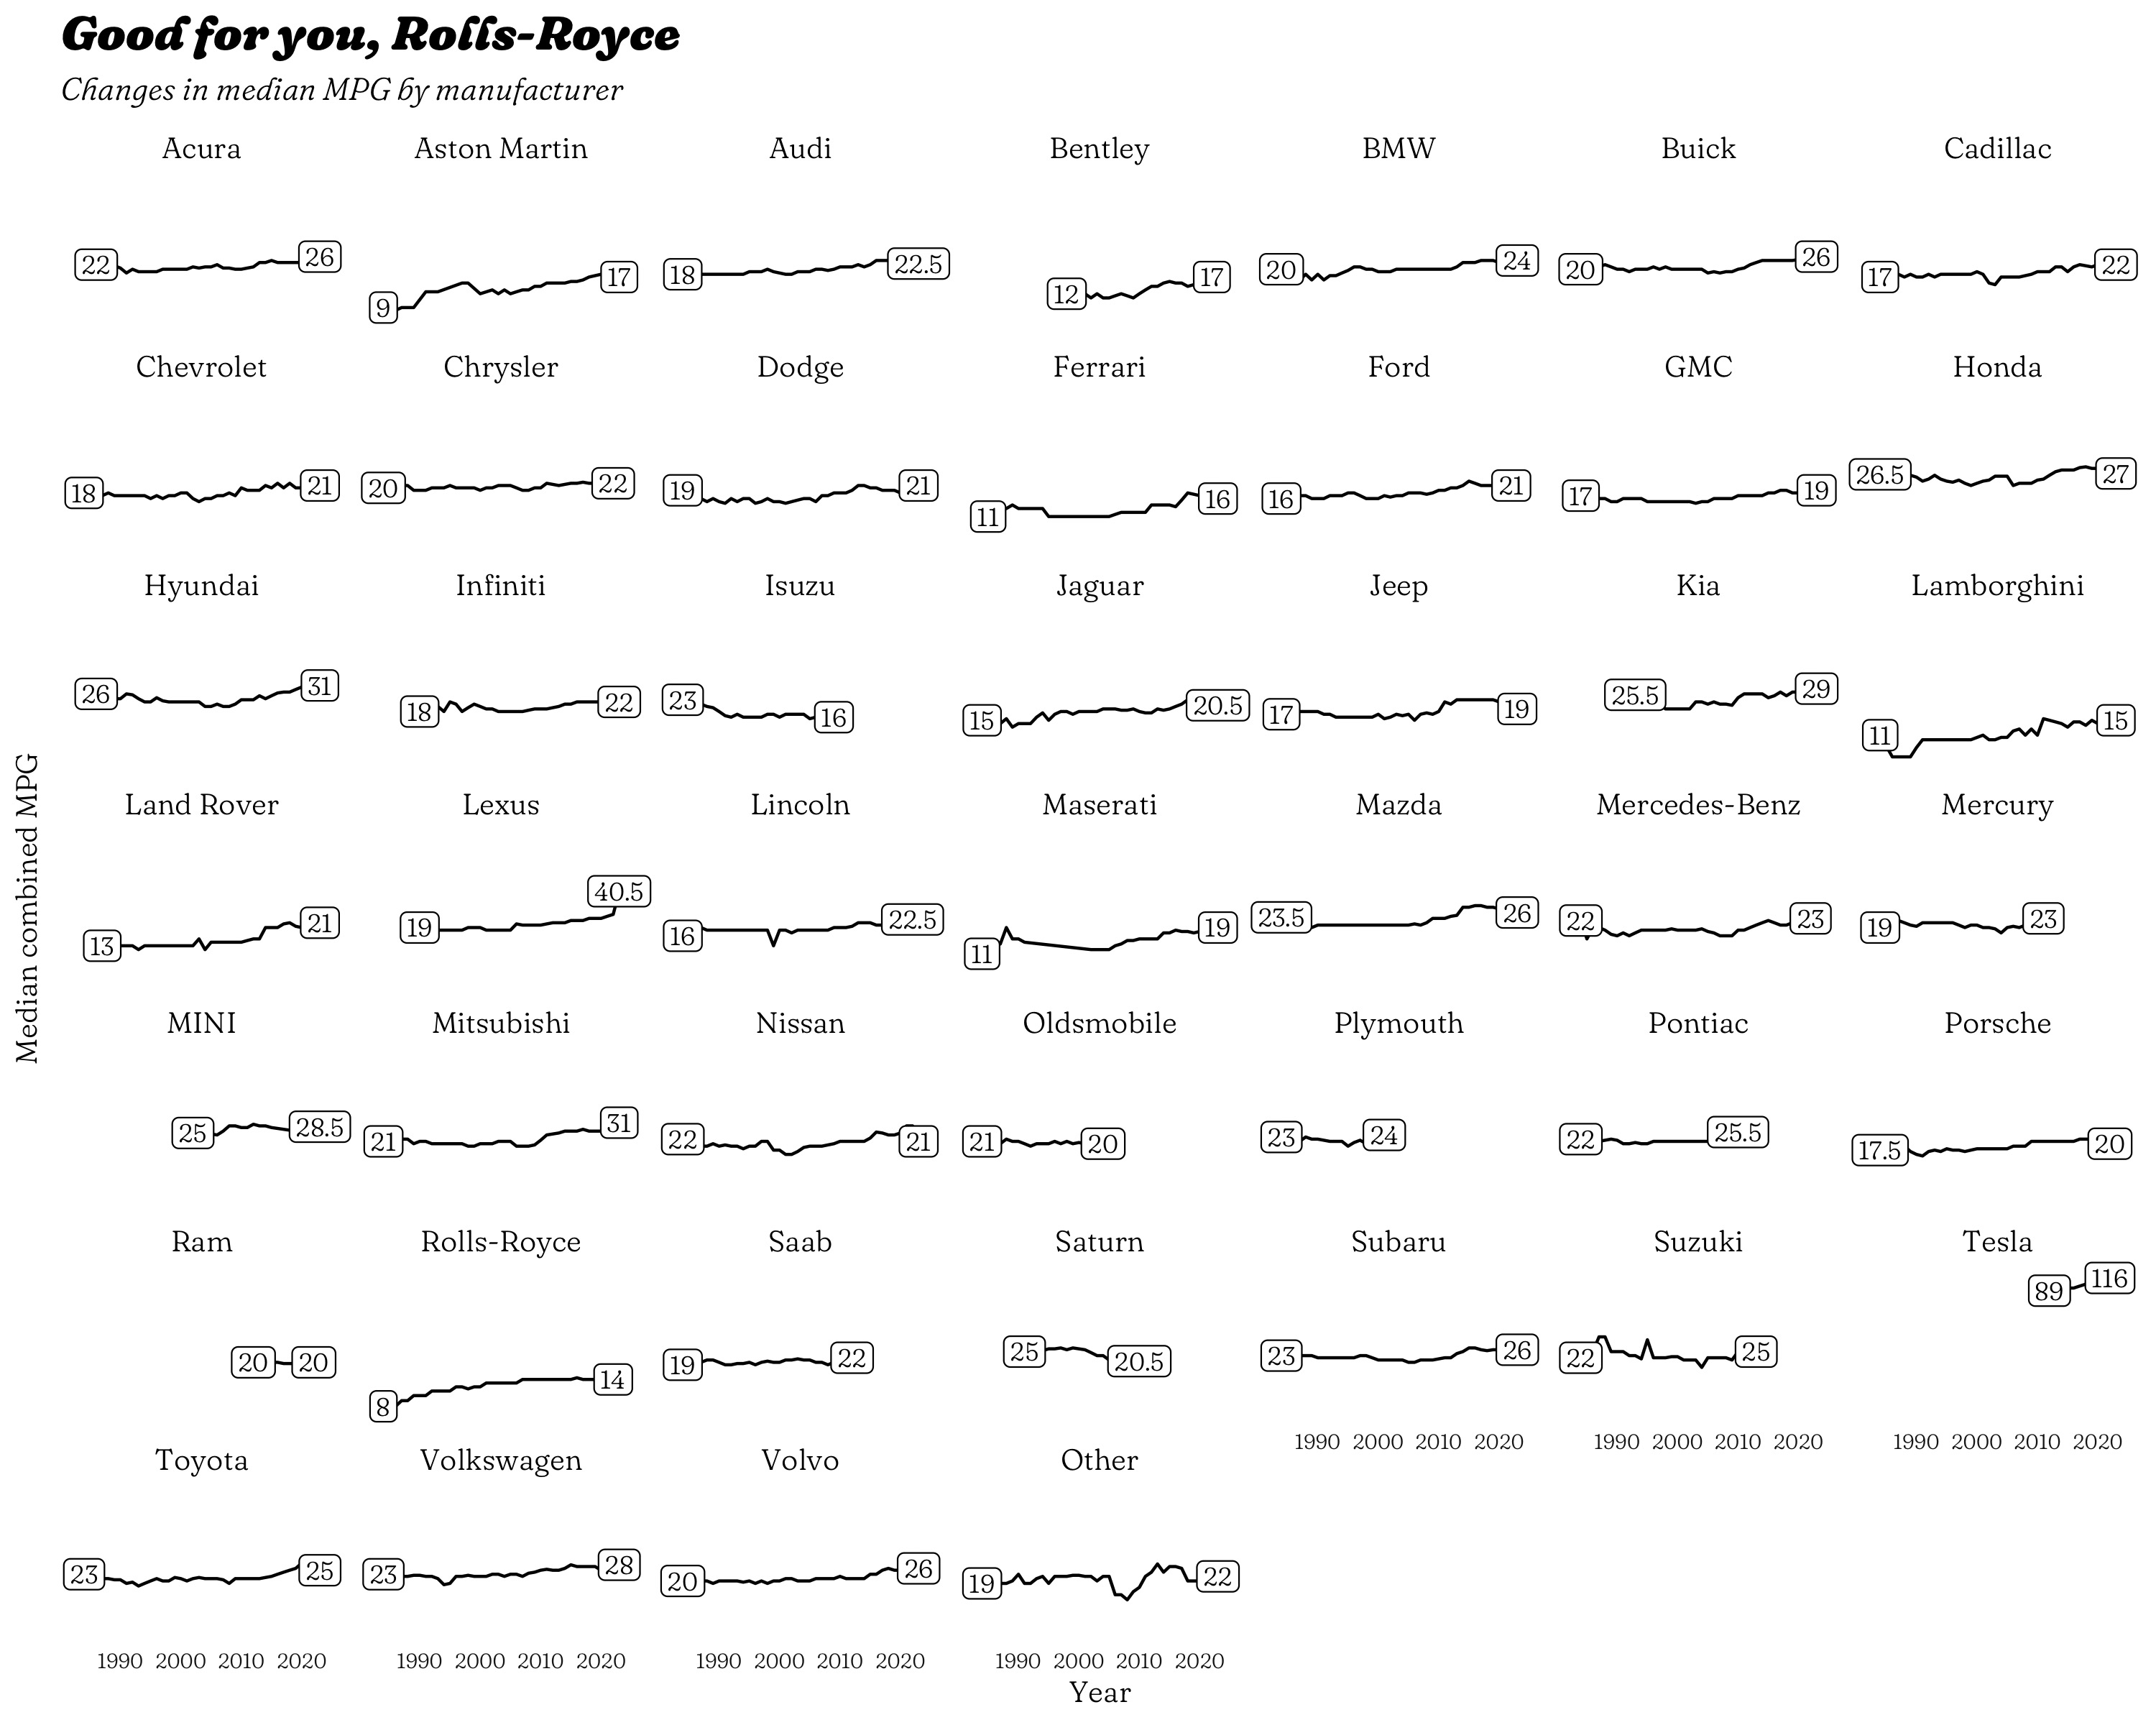 Good for you, Rolls-Royce
Changes in median MPG by manufacturer
Acura Aston Martin Audi Bentley BMW Buick Cadillac
22 26 9 17 18 22.5 12 17 20 24 20 26 17 22
Chevrolet Chrysler Dodge Ferrari Ford GMC Honda
18 21 20 22 19 21 11 16 16 21 17 19 26.5 27
Hyundai Infiniti Isuzu Jaguar Jeep Kia Lamborghini
26 31 18 22 23 16 15 20.5 17 19 25.5 29 11 15
Land Rover Lexus Lincoln Maserati Mazda Mercedes-Benz Mercury
13 21 19 40.5 16 22.5 11 19 23.5 26 22 23 19 23
MINI Mitsubishi Nissan Oldsmobile Plymouth Pontiac Porsche
25 28.5 21 31 22 21 21 20 23 24 22 25.5 17.5 20
Ram Rolls-Royce Saab Saturn Subaru Suzuki Tesla
20 20 8 14 19 22 25 20.5 23 26 22 25 89 116
1990 2000 2010 2020 1990 2000 2010 2020 1990 2000 2010 2020
Toyota Volkswagen Volvo Other
23 25 23 28 20 26 19 22
1990 2000 2010 2020 1990 2000 2010 2020 1990 2000 2010 2020 1990 2000 2010 2020
Year
Median combined MPG